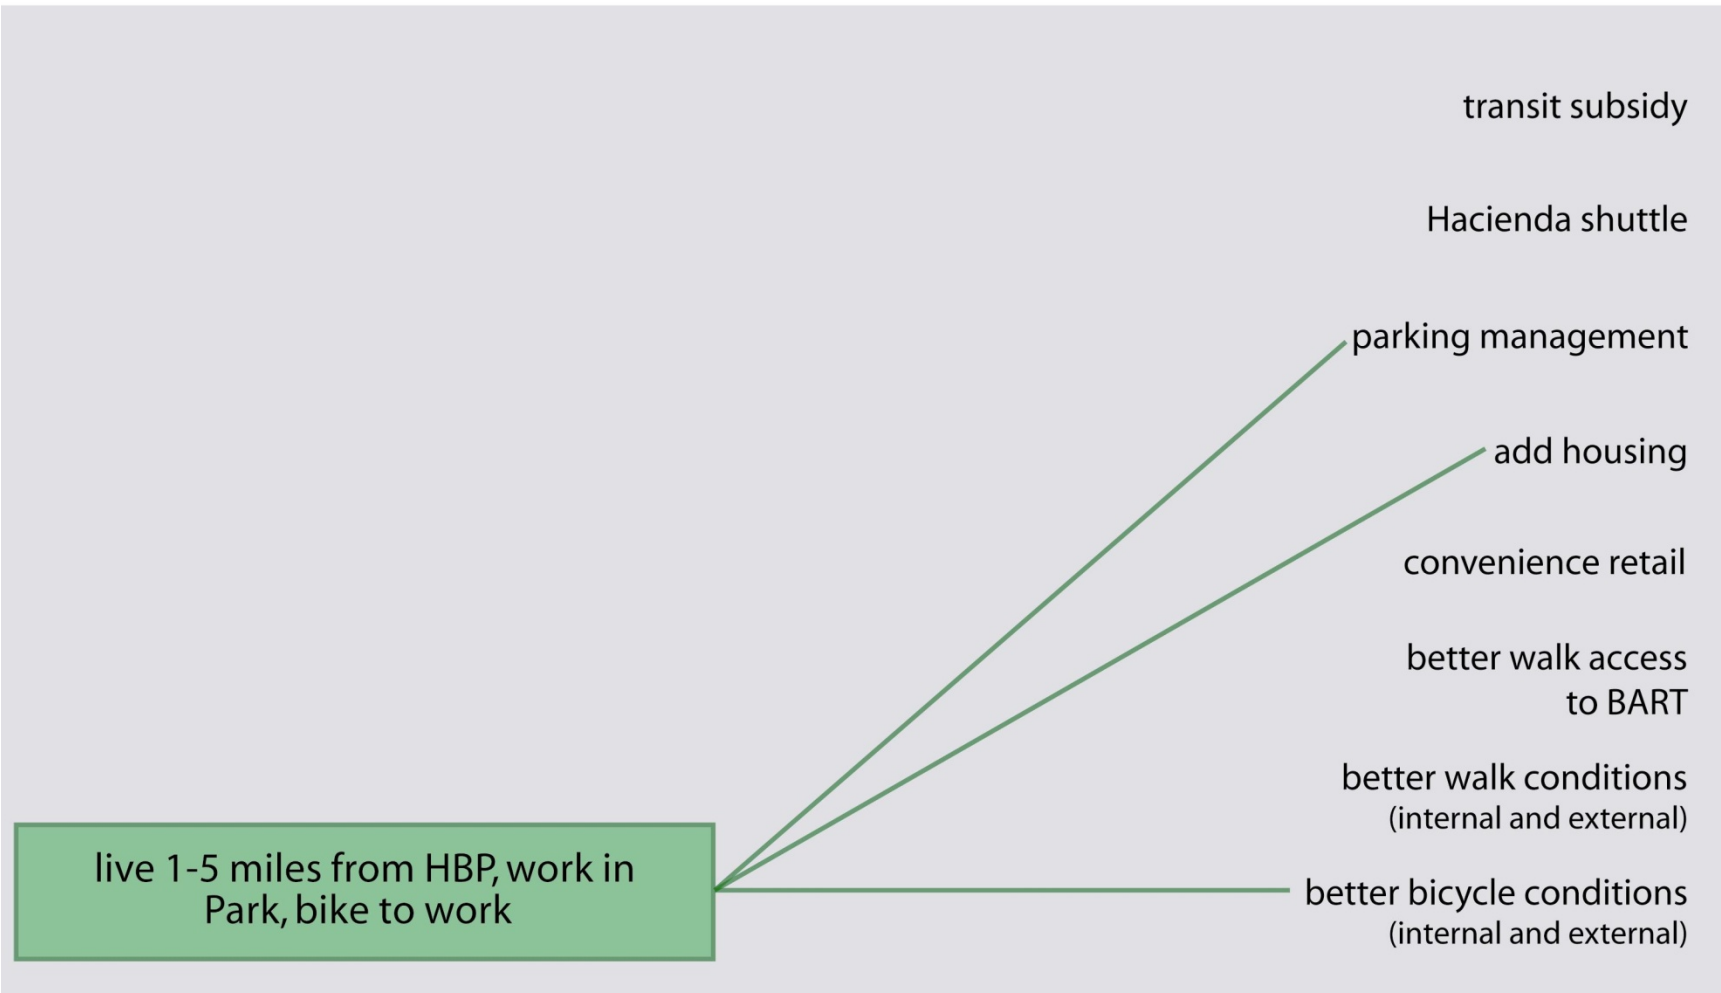 transit subsidy
Hacienda shuttle
parking management
add housing
convenience retail
better walk access
to BART
better walk conditions
(internal and external)
live 1-5 miles from HBP, work in
Park, bike to work
better bicycle conditions
(internal and external)